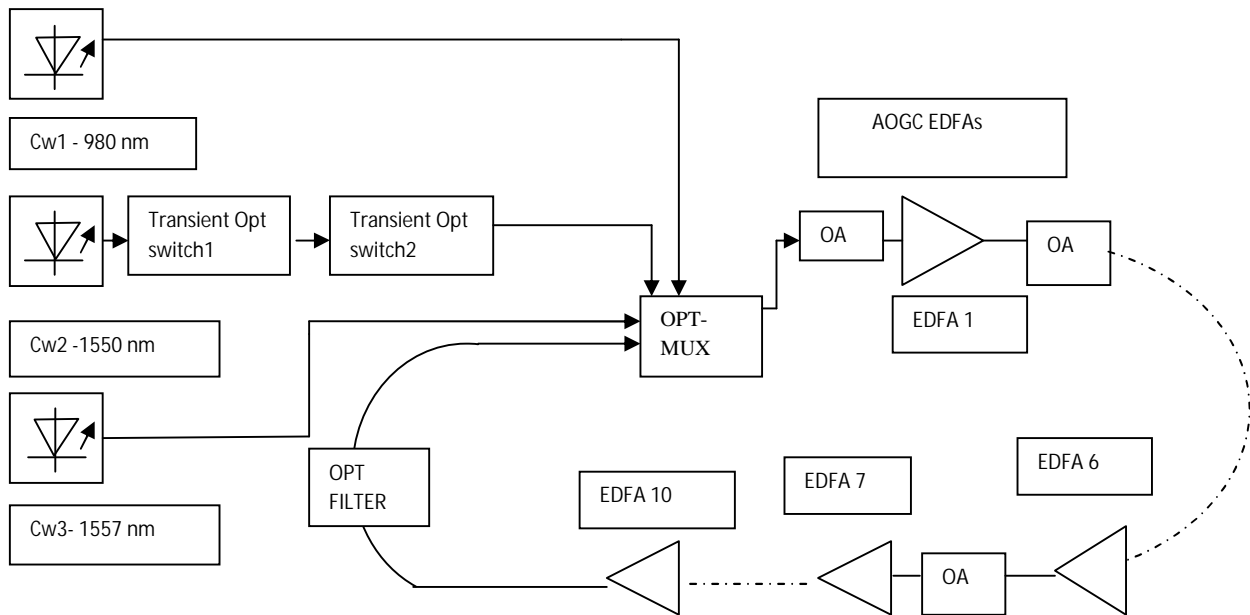 Cw1 - 980 nm
AOGC EDFAs
Transient Opt
switch1
Transient Opt
switch2
OA
OA
EDFA 1
OPT-
MUX
Cw2 -1550 nm
OPT
FILTER
EDFA 10
EDFA 7
EDFA 6
OA
Cw3- 1557 nm